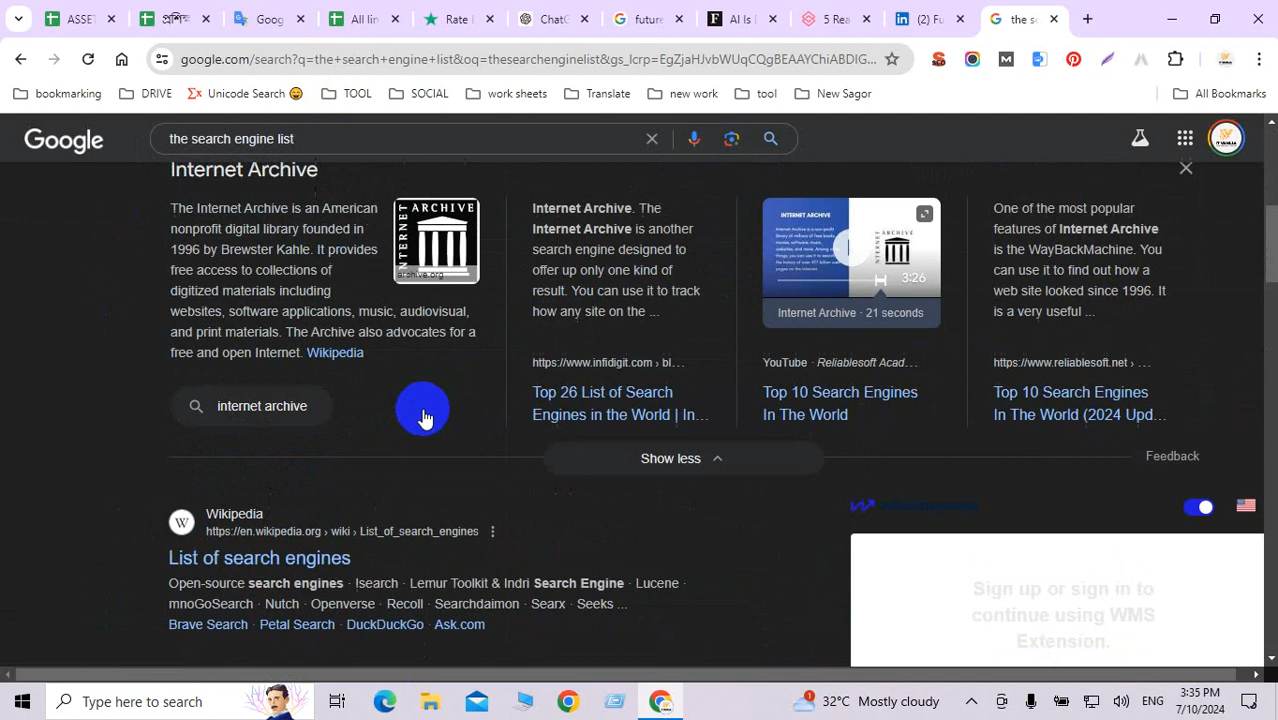 ASSE
Goog
All lin
Rate I
ChatG
future
AI Is I
5 Rea
(2) Fu
the se
google.com/search?q=the+search+engine+list&oq=thesearchenginelist&gs_lcrp=EgZjaHJvbWUqCQgBEAAYChiABDIG...
bookmarking
DRIVE
Unicode Search
TOOL
SOCIAL
work sheets
Translate
new work
tool
New Sagor
All Bookmarks
Google
the search engine list
IT VANILLA
Internet Archive
The Internet Archive is an American
nonprofit digital library founded in
1996 by Brewster Kahle. It provides
free access to collections of
digitized materials including
websites, software applications, music, audiovisual,
and print materials. The Archive also advocates for a
free and open Internet. Wikipedia
INTERNET ARCHIVE
archive.org
internet archive
Internet Archive. The
Internet Archive is another
search engine designed to
offer up only one kind of
result. You can use it to track
how any site on the ...
https://www.infidigit.com › bl...
Top 26 List of Search
Engines in the World | In...
INTERNET ARCHIVE
3:26
Internet Archive · 21 seconds
YouTube · Reliablesoft Acad...
Top 10 Search Engines
In The World
One of the most popular
features of Internet Archive
is the WayBackMachine. You
can use it to find out how a
web site looked since 1996. It
is a very useful ...
https://www.reliablesoft.net › ...
Top 10 Search Engines
In The World (2024 Upd...
Show less
Feedback
W
Wikipedia
https://en.wikipedia.org › wiki › List_of_search_engines
List of search engines
Open-source search engines · Isearch · Lemur Toolkit & Indri Search Engine · Lucene ·
mnoGoSearch · Nutch · Openverse · Recoll · Searchdaimon · Searx · Seeks ...
Brave Search · Petal Search · DuckDuckGo · Ask.com
Sign up or sign in to
continue using WMS
Extension.
Type here to search
32°C Mostly cloudy
ENG
3:35 PM
7/10/2024